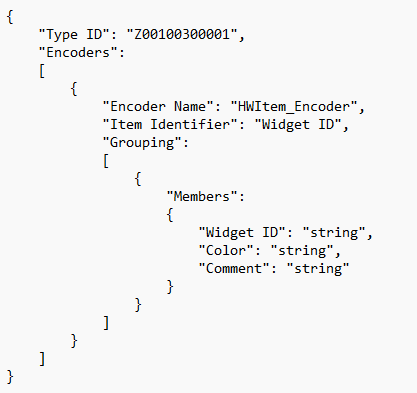 {
    "Type ID": "Z00100300001",
    "Encoders":
    [
        {
            "Encoder Name": "HWItem_Encoder",
            "Item Identifier": "Widget ID",
            "Grouping":
            [
                {
                    "Members":
                    {
                        "Widget ID": "string",
                        "Color": "string",
                        "Comment": "string"
                    }
                }
            ]
        }
    ]
}